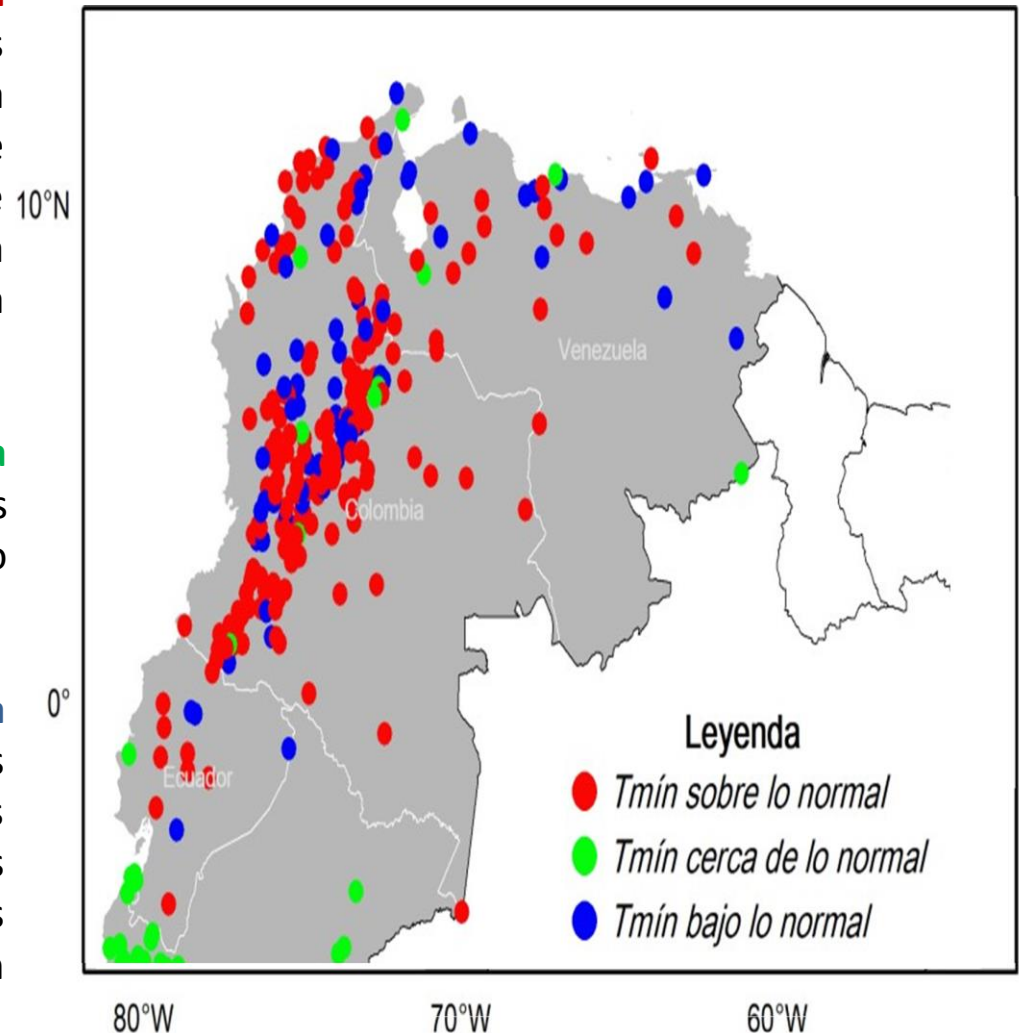 10°N
Venezuela
Colombia
0°
Ecuador
Leyenda
Tmín sobre lo normal
Tmín cerca de lo normal
Tmín bajo lo normal
80°W
70°W
60°W